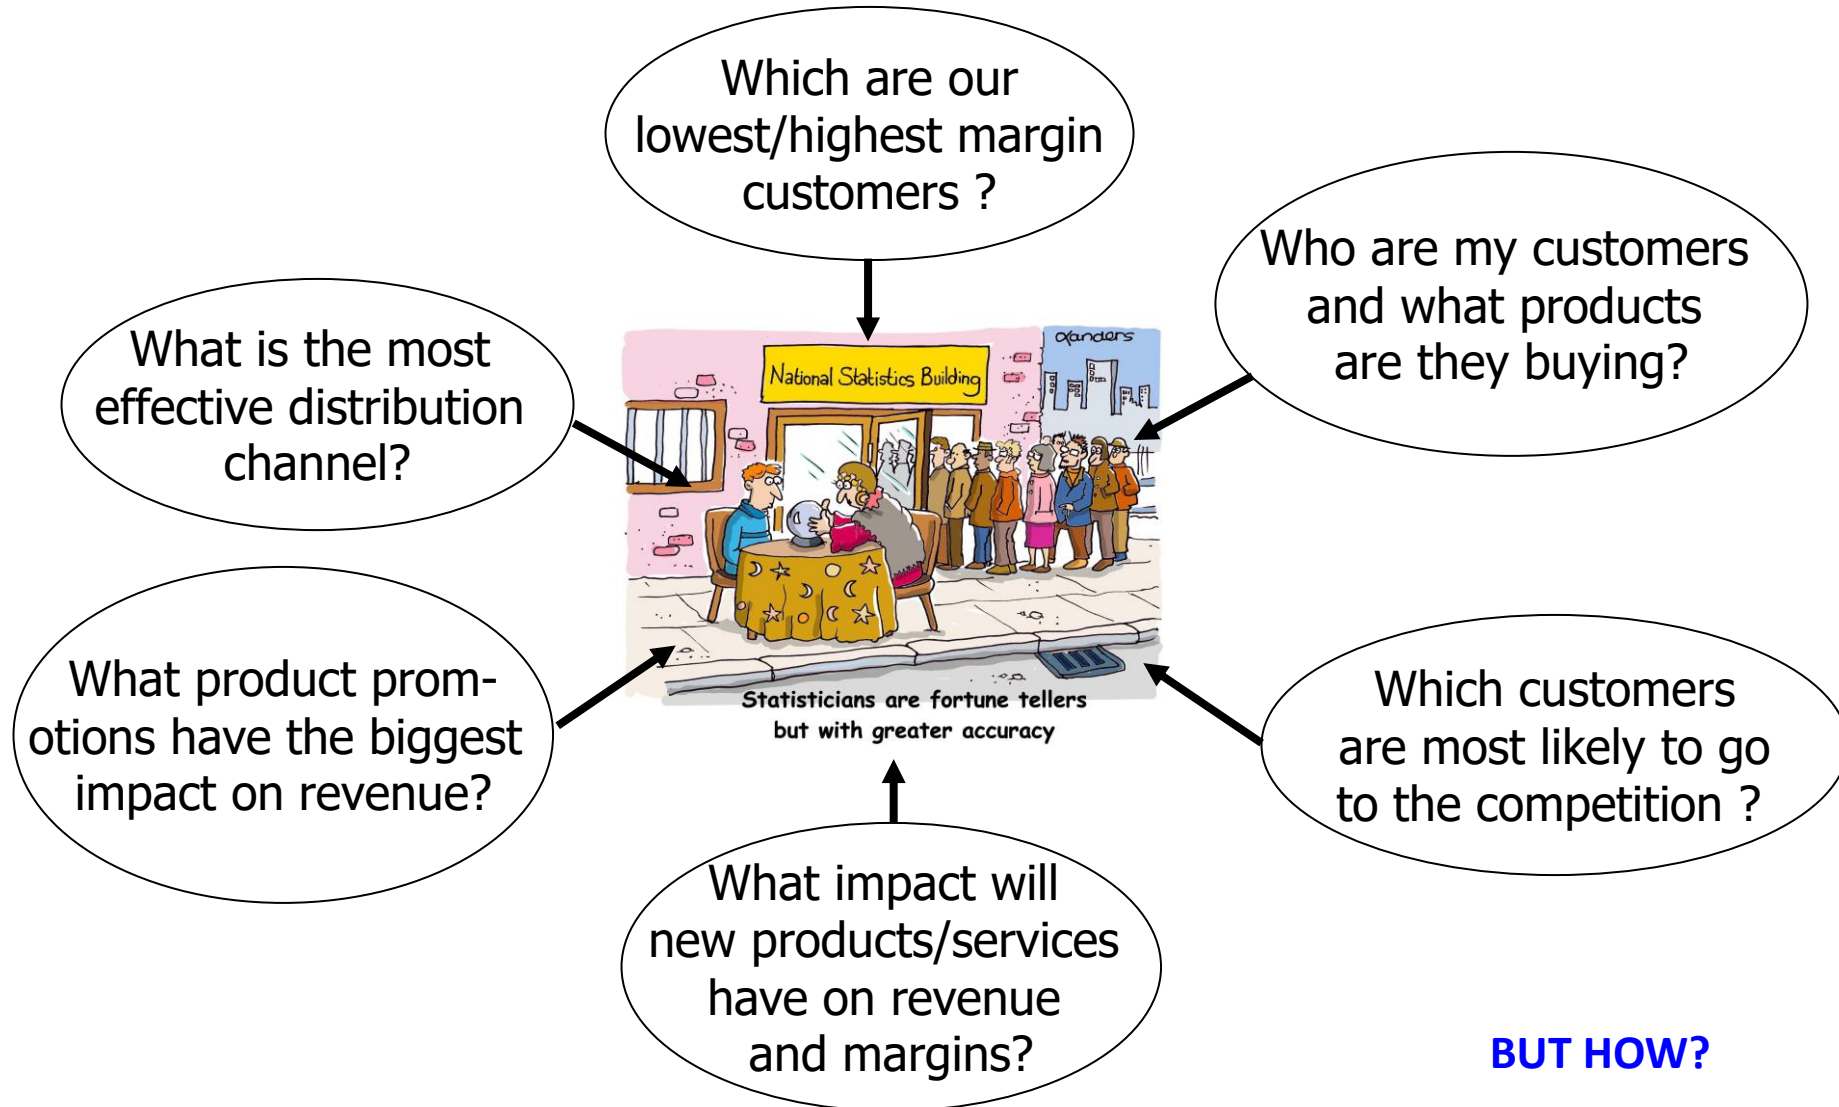 Which are our
lowest/highest margin
customers ?
Who are my customers
and what products
are they buying?
What is the most
effective distribution
channel?
National Statistics Building
Statisticians are fortune tellers
but with greater accuracy
What product prom-
otions have the biggest
impact on revenue?
Which customers
are most likely to go
to the competition ?
What impact will
new products/services
have on revenue
and margins?
BUT HOW?